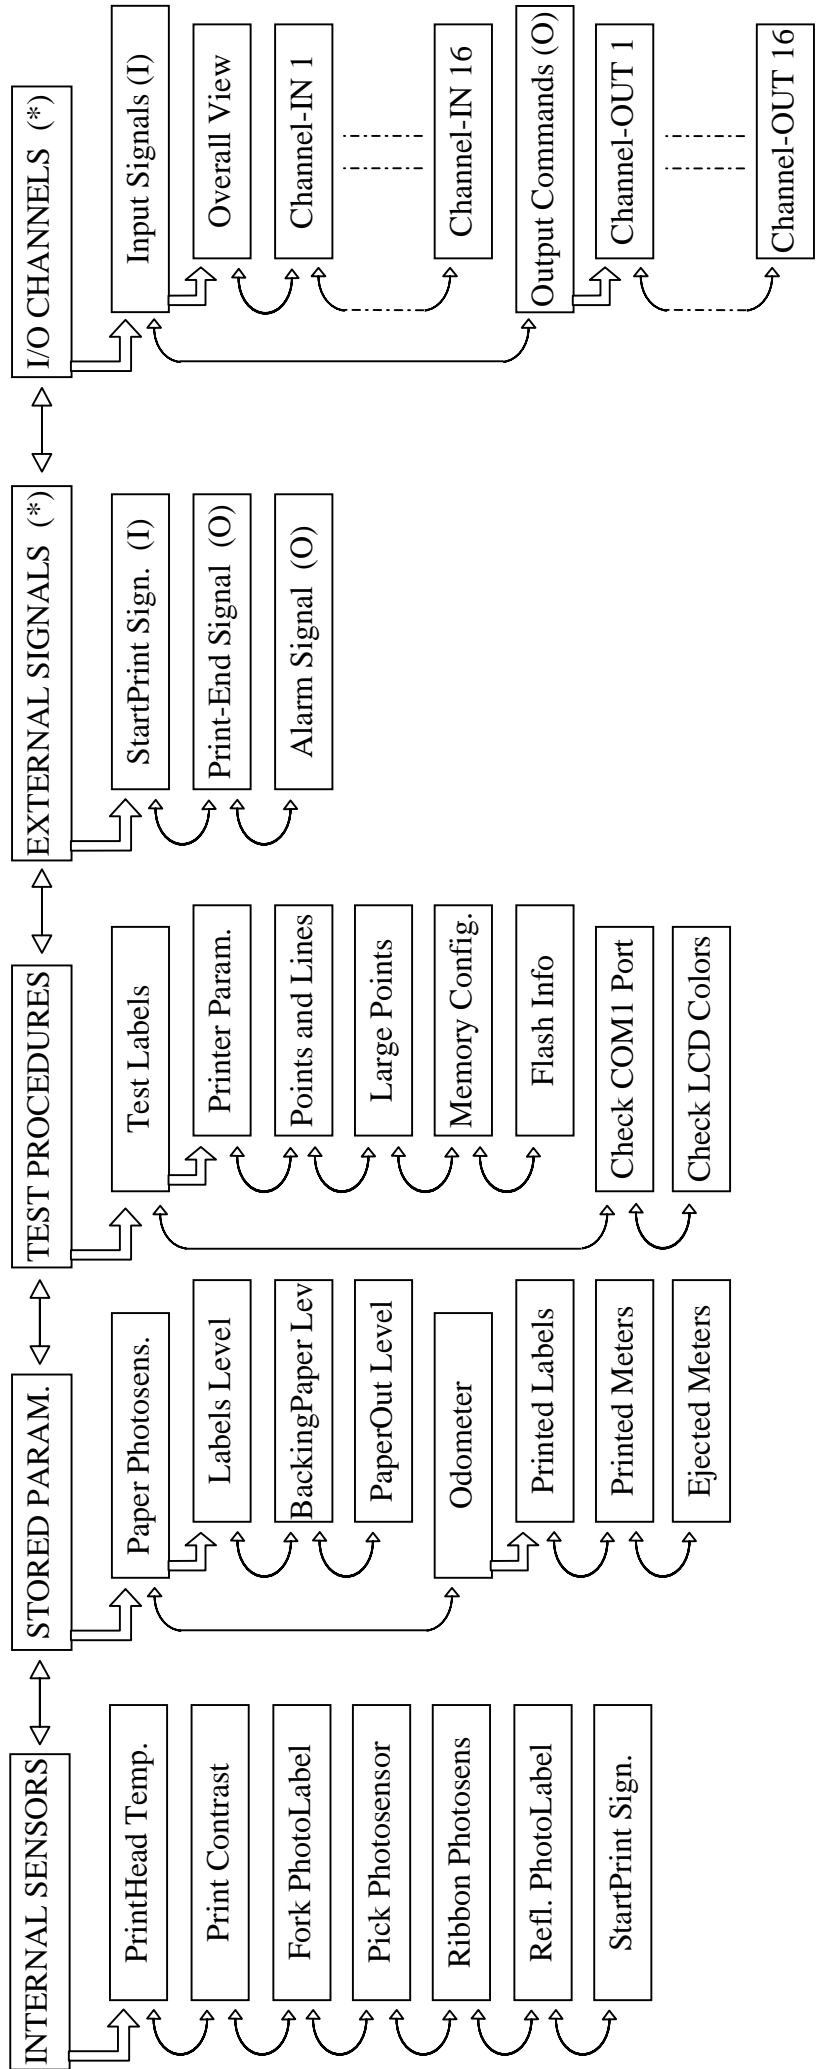 INTERNAL SENSORS
PrintHead Temp.
Print Contrast
Fork PhotoLabel
Pick Photosensor
Ribbon Photosens
Refl. PhotoLabel
StartPrint Sign.
STORED PARAM.
Paper Photosens.
Labels Level
BackingPaper Lev
PaperOut Level
Odometer
Printed Labels
Printed Meters
Ejected Meters
TEST PROCEDURES
Test Labels
Printer Param.
Points and Lines
Large Points
Memory Config.
Flash Info
Check COM1 Port
Check LCD Colors
EXTERNAL SIGNALS (*)
StartPrint Sign. (I)
Print-End Signal (O)
Alarm Signal (O)
I/O CHANNELS (*)
Input Signals (I)
Overall View
Channel-IN 1
Channel-IN 16
Output Commands (O)
Channel-OUT 1
Channel-OUT 16